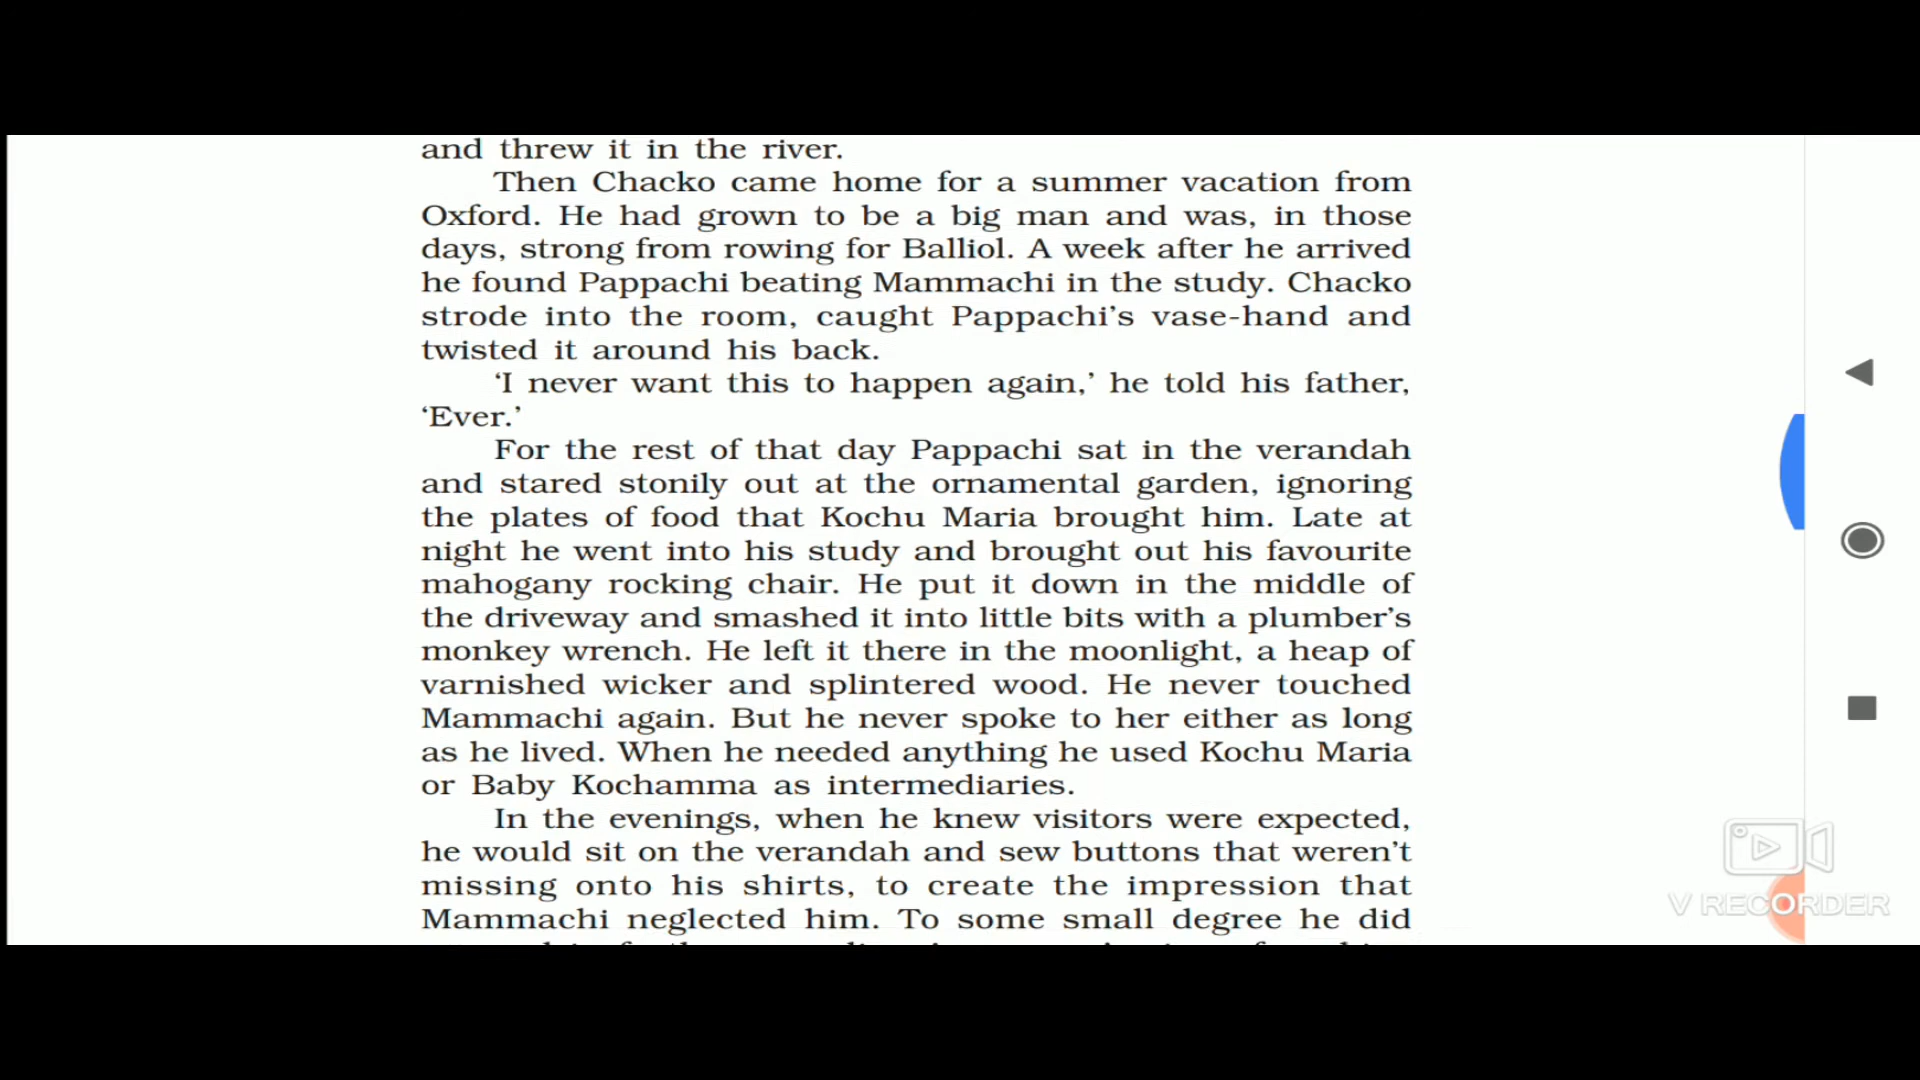 and threw it in the river.
Then Chacko came home for a summer vacation from
Oxford. He had grown to be a big man and was, in those
days, strong from rowing for Balliol. A week after he arrived
he found Pappachi beating Mammachi in the study. Chacko
strode into the room, caught Pappachi's vase-hand and
twisted it around his back.
‘I never want this to happen again,’ he told his father,
‘Ever.’
For the rest of that day Pappachi sat in the verandah
and stared stonily out at the ornamental garden, ignoring
the plates of food that Kochu Maria brought him. Late at
night he went into his study and brought out his favourite
mahogany rocking chair. He put it down in the middle of
the driveway and smashed it into little bits with a plumber’s
monkey wrench. He left it there in the moonlight, a heap of
varnished wicker and splintered wood. He never touched
Mammachi again. But he never spoke to her either as long
as he lived. When he needed anything he used Kochu Maria
or Baby Kochamma as intermediaries.
In the evenings, when he knew visitors were expected,
he would sit on the verandah and sew buttons that weren’t
missing onto his shirts, to create the impression that
Mammachi neglected him. To some small degree he did
V RECORDER